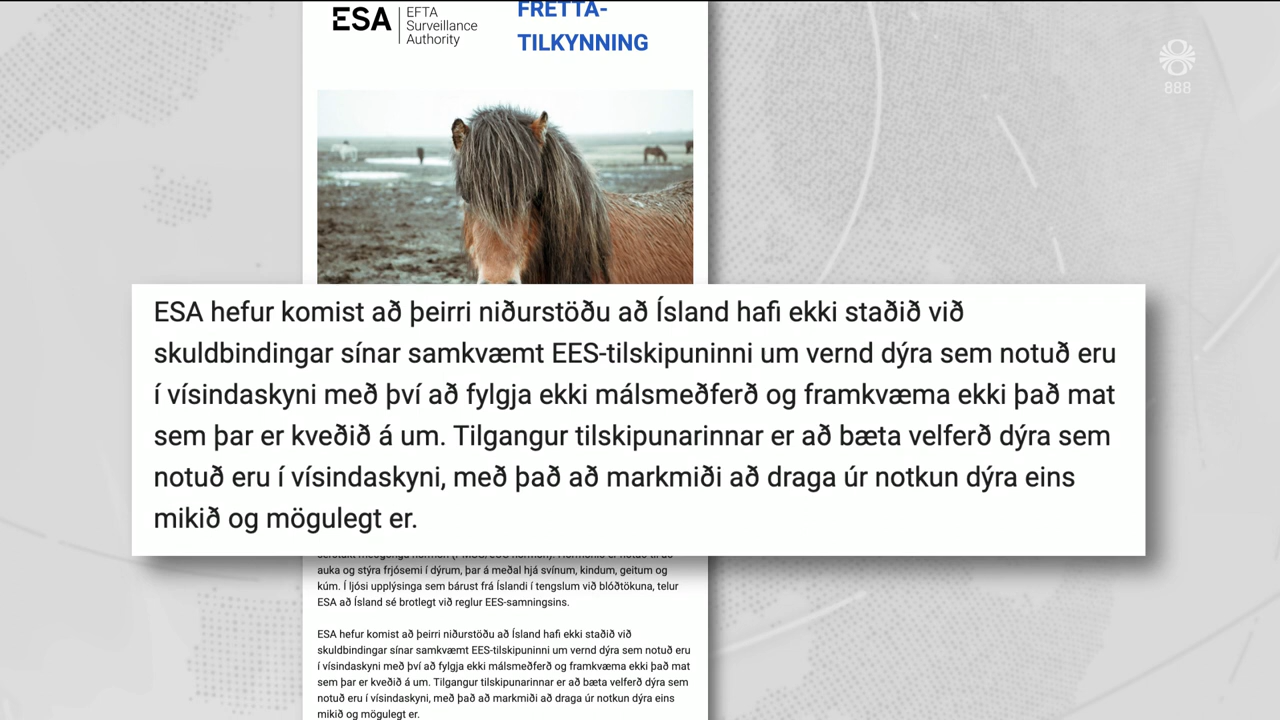 ESA
EFTA
Surveillance
Authority
FRÉTTA-
TILKYNNING
888
ESA hefur komist að þeirri niðurstöðu að Ísland hafi ekki staðið við
skuldbindingar sínar samkvæmt EES-tilskipuninni um vernd dýra sem notuð eru
í vísindaskyni með því að fylgja ekki málsmeðferð og framkvæma ekki það mat
sem þar er kveðið á um. Tilgangur tilskipunarinnar er að bæta velferð dýra sem
notuð eru í vísindaskyni, með það að markmiði að draga úr notkun dýra eins
mikið og mögulegt er.
auka og stýra frjósemi í dýrum, þar á meðal hjá svínum, kindum, geitum og
kúm. Í ljósi upplýsinga sem bárust frá Íslandi í tengslum við blóðtökuna, telur
ESA að Ísland sé brotlegt við reglur EES-samningsins.
ESA hefur komist að þeirri niðurstöðu að Ísland hafi ekki staðið við
skuldbindingar sínar samkvæmt EES-tilskipuninni um vernd dýra sem notuð eru
í vísindaskyni með því að fylgja ekki málsmeðferð og framkvæma ekki það mat
sem þar er kveðið á um. Tilgangur tilskipunarinnar er að bæta velferð dýra sem
notuð eru í vísindaskyni, með það að markmiði að draga úr notkun dýra eins
mikið og mögulegt er.